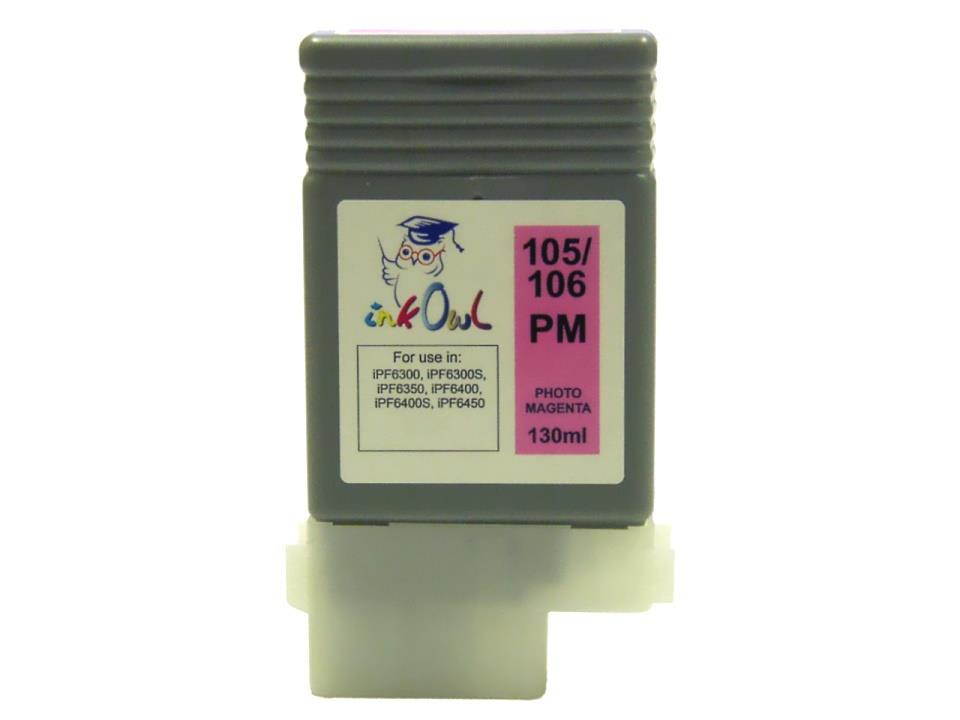 inkOwl
For use in:
iPF6300, iPF6300S,
iPF6350, iPF6400,
iPF6400S, iPF6450
105/
106
PM
PHOTO
MAGENTA
130ml